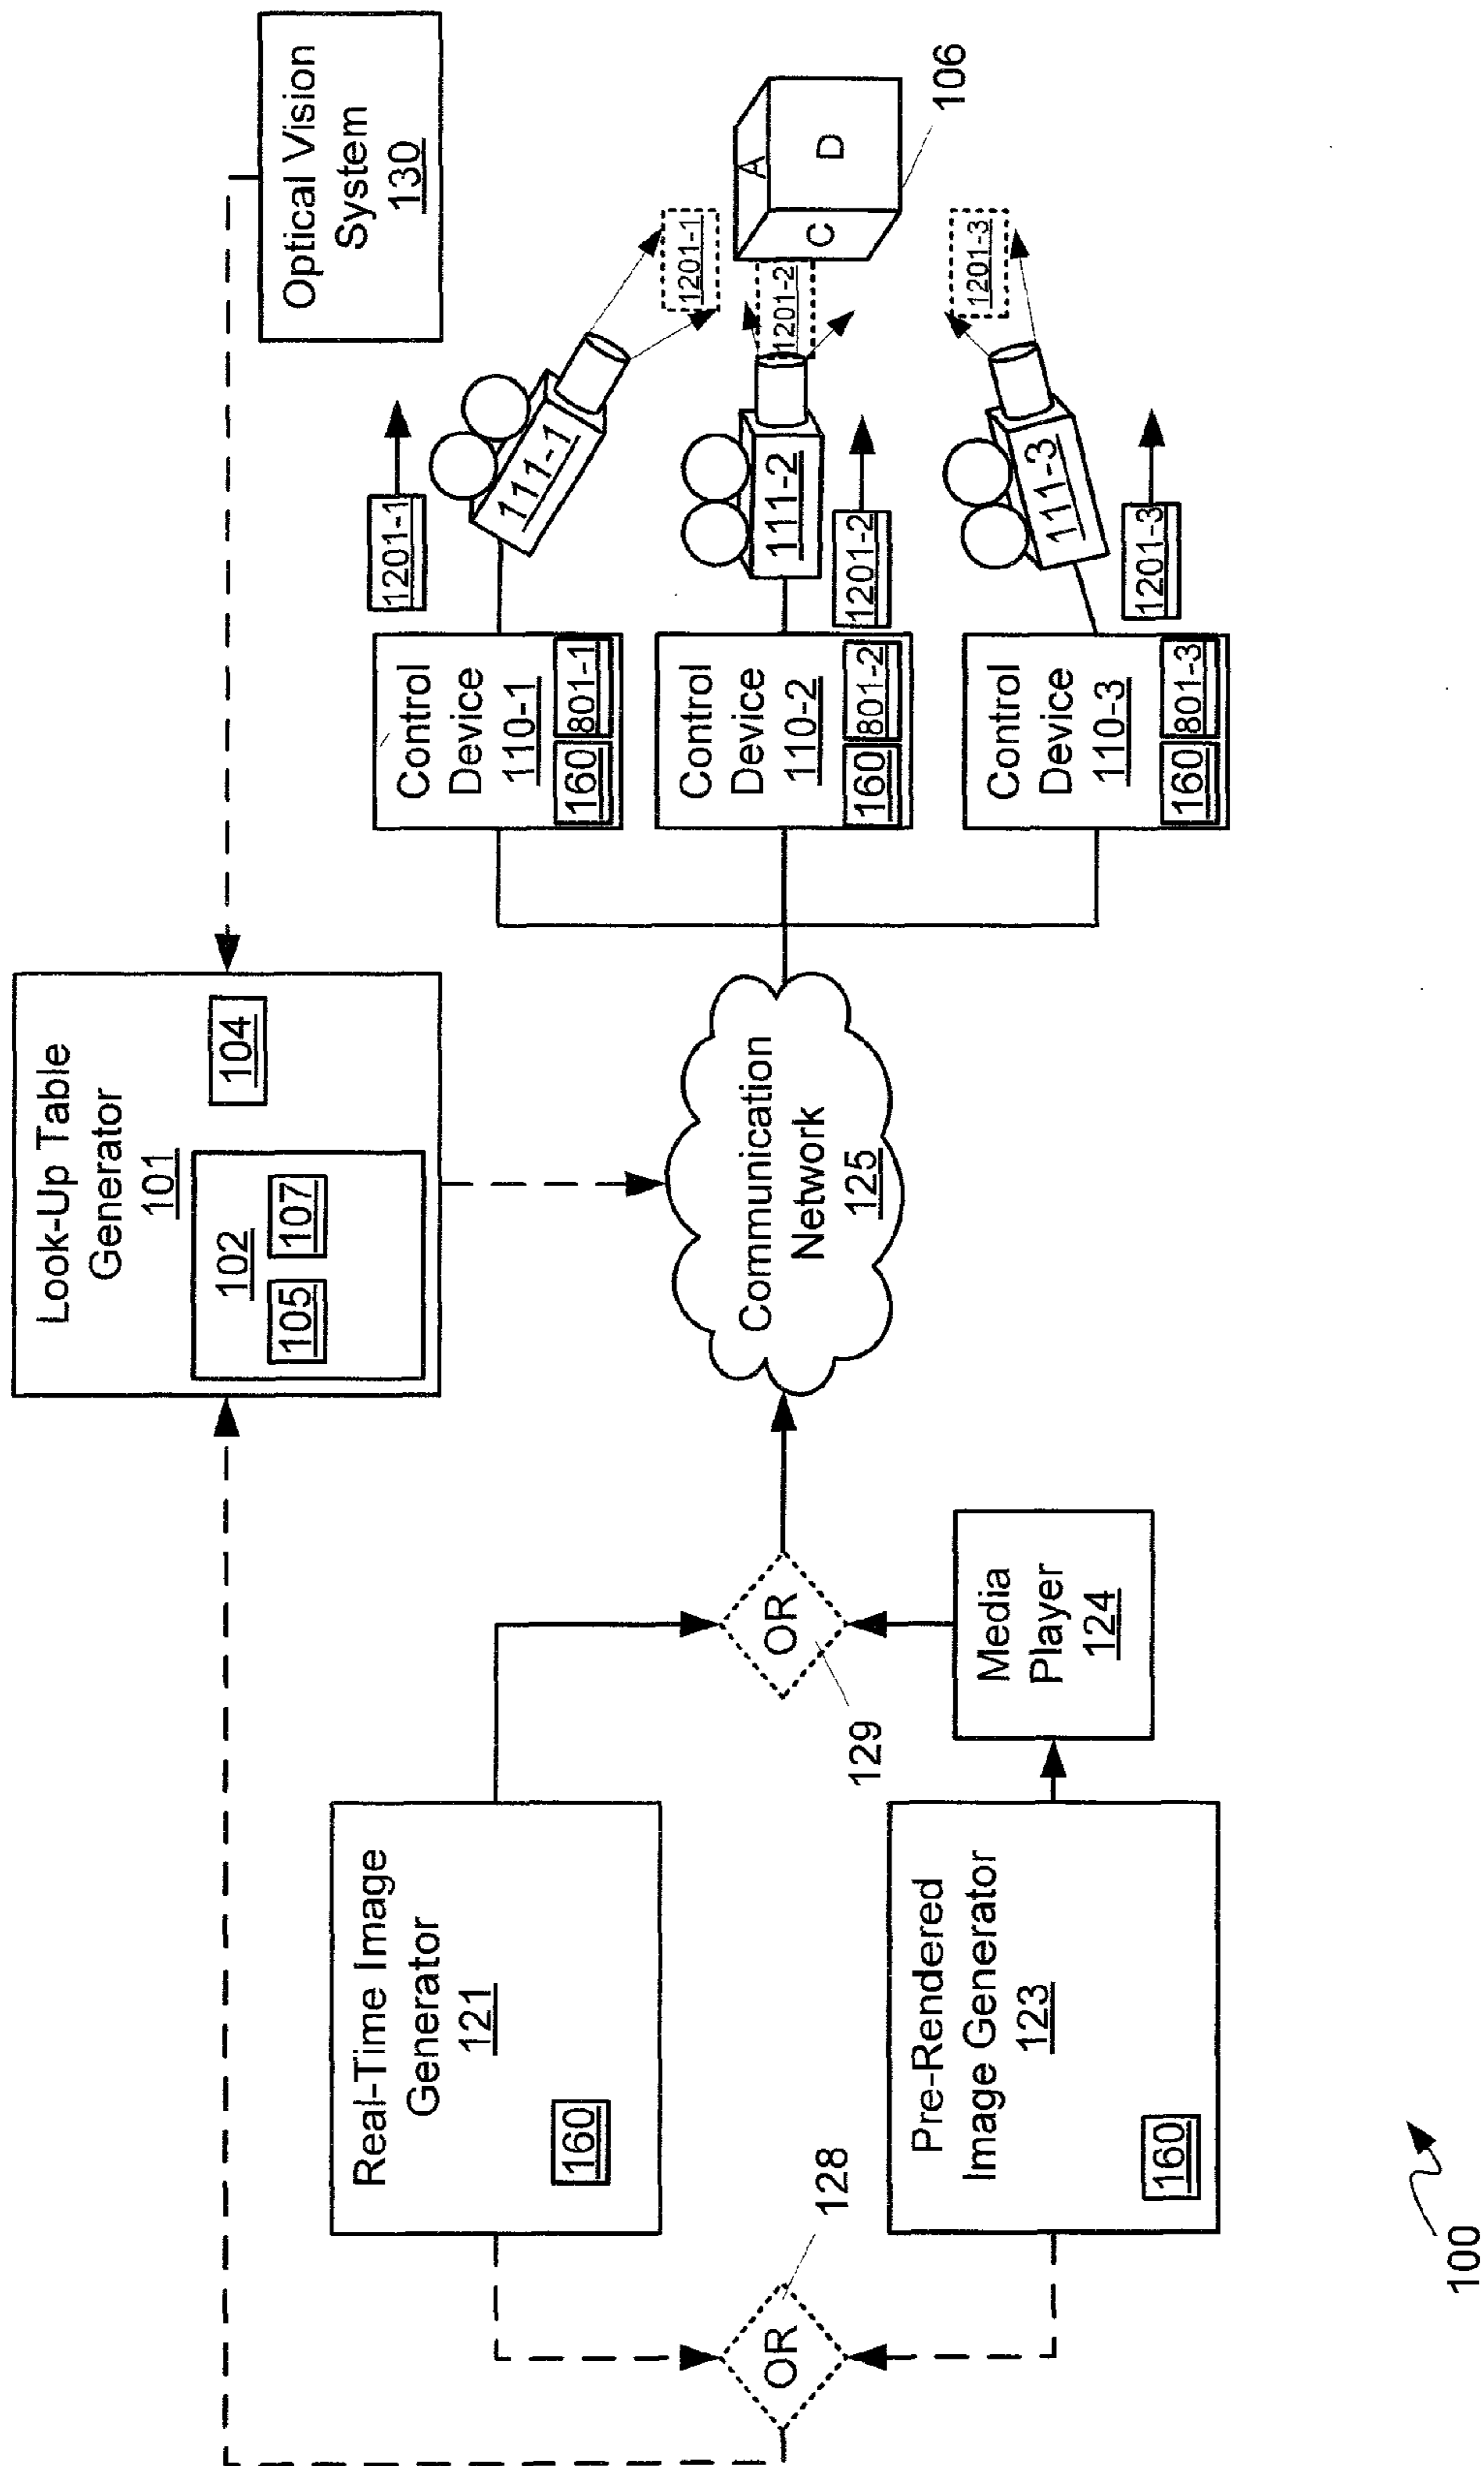 Optical Vision
System
130
Look-Up Table
Generator
101
102
105
107
104
Real-Time Image
Generator
121
160
Pre-Rendered
Image Generator
123
160
OR
128
OR
129
Media
Player
124
Communication
Network
125
Control
Device
110-1
160
801-1
Control
Device
110-2
160
801-2
Control
Device
110-3
160
801-3
1201-1
111-1
1201-1
1201-2
111-2
1201-2
1201-3
111-3
1201-3
A
C
D
106
100